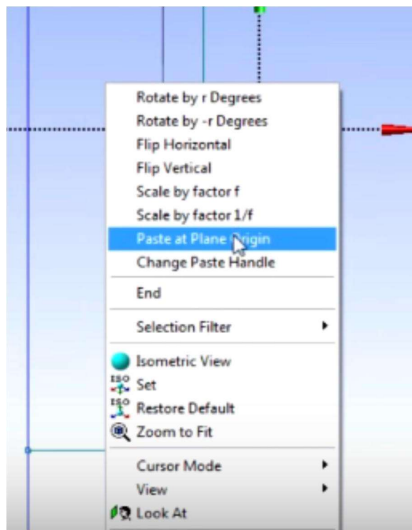 Rotate by r Degrees
Rotate by -r Degrees
Flip Horizontal
Flip Vertical
Scale by factor f
Scale by factor 1/f
Paste at Plane Origin
Change Paste Handle
End
Selection Filter
Isometric View
ISO Set
ISO Restore Default
Zoom to Fit
Cursor Mode
View
Look At